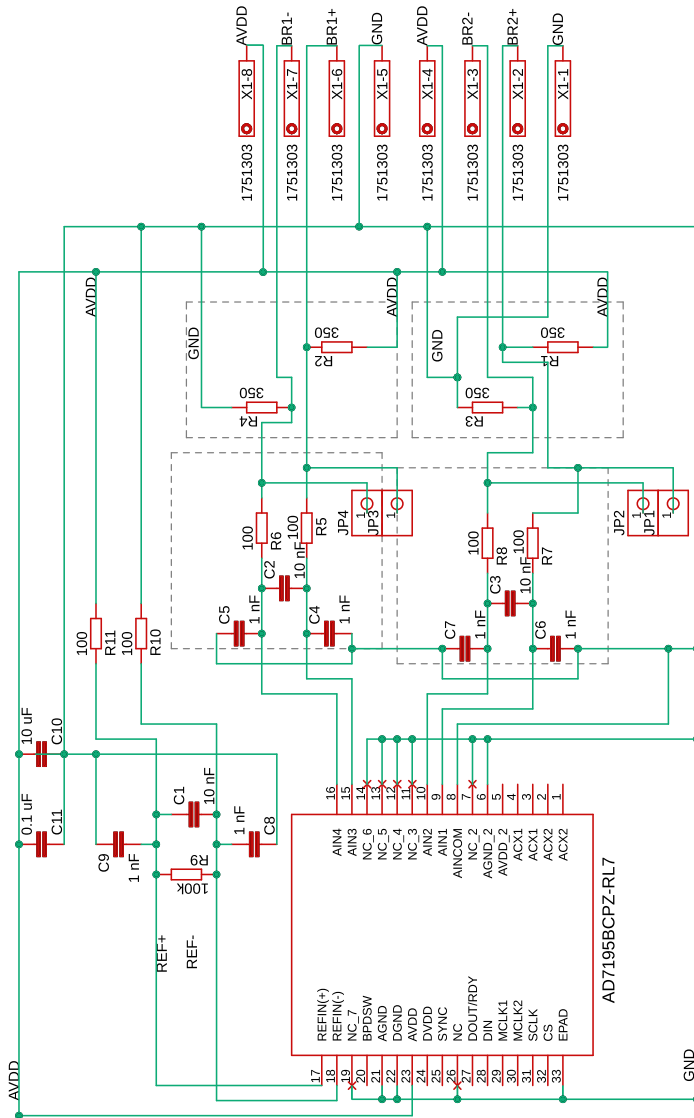 AVDD
BR1-
BR1+
GND
AVDD
BR2-
BR2+
GND
X1-8
X1-7
X1-6
X1-5
X1-4
X1-3
X1-2
X1-1
1751303
1751303
1751303
1751303
1751303
1751303
1751303
1751303
AVDD
AVDD
AVDD
GND
350
R2
GND
350
R1
350
R4
350
R3
JP4
1
JP3
1
JP2
1
JP1
1
100
R6
100
R5
100
R8
100
R7
C2
10 nF
C3
10 nF
C5
1 nF
C4
1 nF
C7
1 nF
C6
1 nF
100
R11
100
R10
10 uF
C10
0.1 uF
C11
C1
10 nF
C9
1 nF
1 nF
C8
R9
100k
REF+
REF-
16
15
14
13
12
11
10
9
8
7
6
5
4
3
2
1
AIN4
AIN3
NC_6
NC_5
NC_4
NC_3
AIN2
AIN1
AINCOM
NC_2
AGND_2
AVDD_2
ACX1
ACX1
ACX2
ACX2
AD7195BCPZ-RL7
REFIN(+)
REFIN(-)
NC_7
BPDSW
AGND
DGND
AVDD
DVDD
SYNC
NC
DOUT/RDY
DIN
MCLK1
MCLK2
SCLK
CS
EPAD
17
18
19
20
21
22
23
24
25
26
27
28
29
30
31
32
33
AVDD
GND